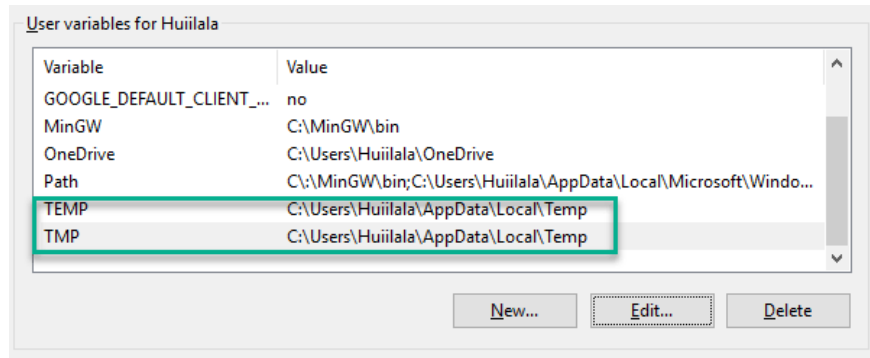 User variables for Huiilala
Variable Value
GOOGLE_DEFAULT_CLIENT_... no
MinGW C:\MinGW\bin
OneDrive C:\Users\Huiilala\OneDrive
Path C\:\MinGW\bin;C:\Users\Huiilala\AppData\Local\Microsoft\Windo...
TEMP C:\Users\Huiilala\AppData\Local\Temp
TMP C:\Users\Huiilala\AppData\Local\Temp
New... Edit... Delete